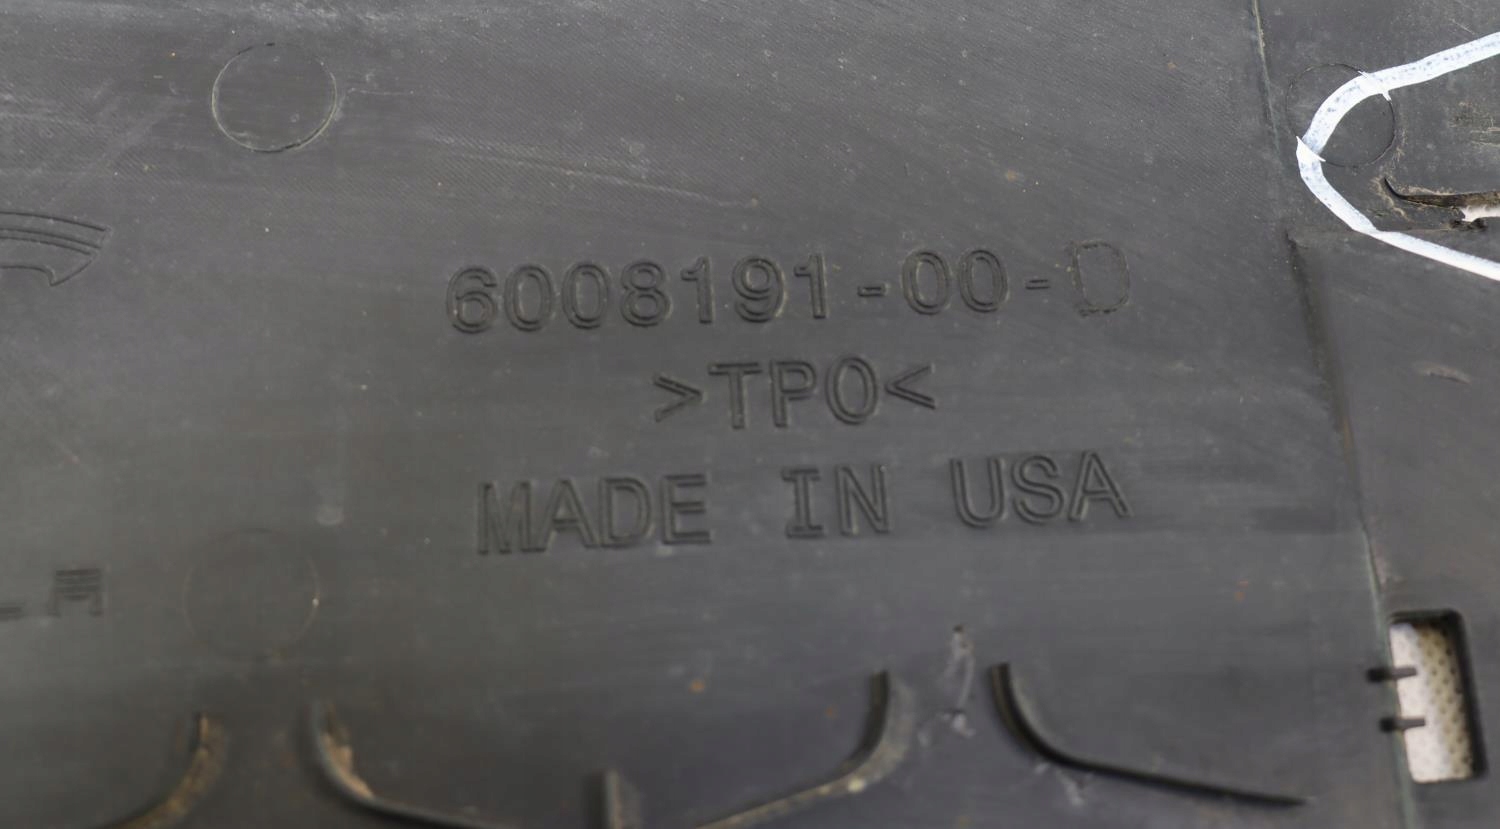 6008191-00-D
>TPO<
MADE IN USA